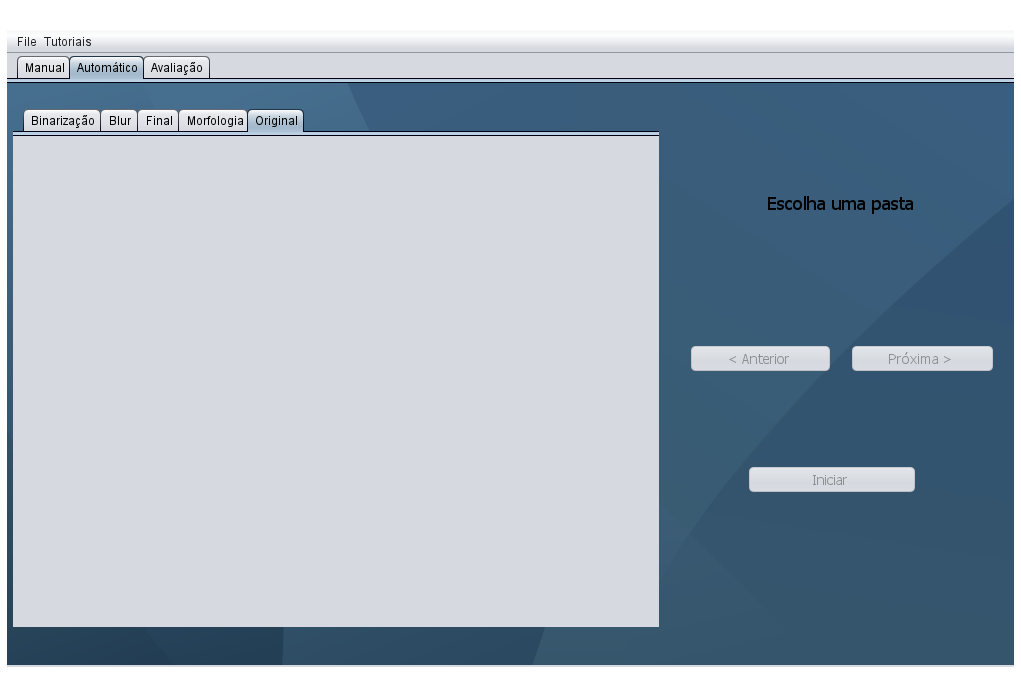 File Tutoriais
Manual Automático Avaliação
Binarização Blur Final Morfologia Original
Escolha uma pasta
< Anterior Próxima >
Iniciar